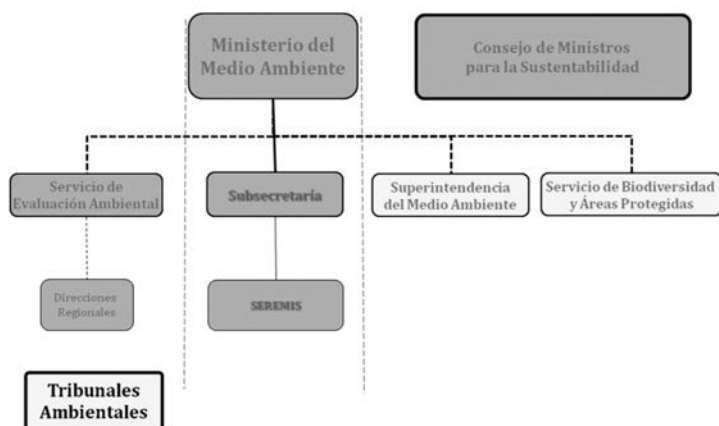 Ministerio del
Medio Ambiente
Consejo de Ministros
para la Sustentabilidad
Servicio de
Evaluación Ambiental
Subsecretaría
Superintendencia
del Medio Ambiente
Servicio de Biodiversidad
y Áreas Protegidas
Direcciones
Regionales
SEREMIS
Tribunales
Ambientales